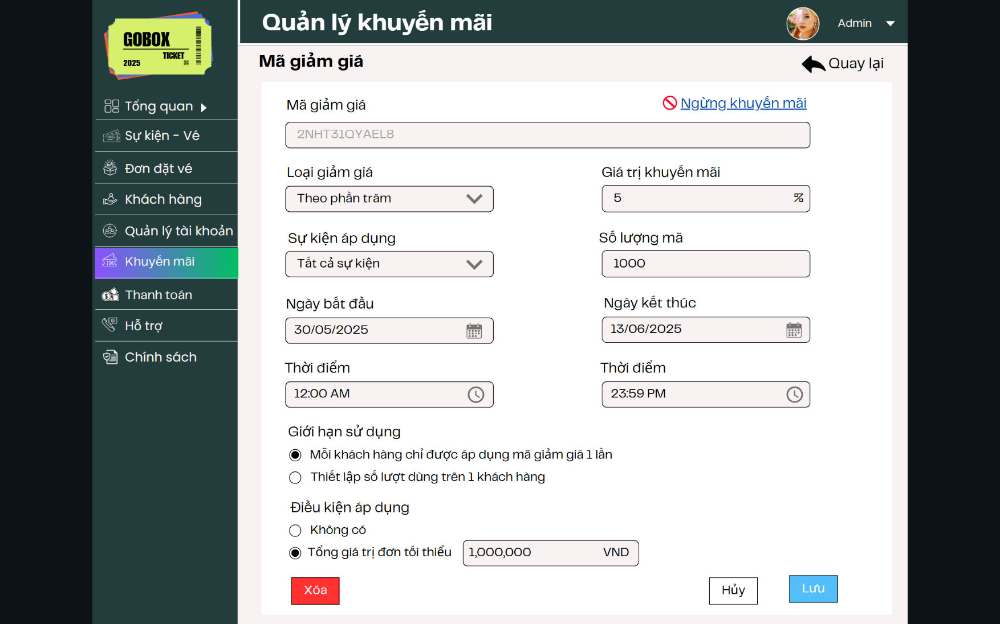 GOBOX
TICKET
2025
Tổng quan
Sự kiện - Vé
Đơn đặt vé
Khách hàng
Quản lý tài khoản
Khuyến mãi
Thanh toán
Hỗ trợ
Chính sách
Quản lý khuyến mãi
Admin
Mã giảm giá
Quay lại
Mã giảm giá
Ngừng khuyến mãi
2NHT31QYAEL8
Loại giảm giá
Giá trị khuyến mãi
Theo phần trăm
5 %
Sự kiện áp dụng
Số lượng mã
Tất cả sự kiện
1000
Ngày bắt đầu
Ngày kết thúc
30/05/2025
13/06/2025
Thời điểm
Thời điểm
12:00 AM
23:59 PM
Giới hạn sử dụng
Mỗi khách hàng chỉ được áp dụng mã giảm giá 1 lần
Thiết lập số lượt dùng trên 1 khách hàng
Điều kiện áp dụng
Không có
Tổng giá trị đơn tối thiểu 1,000,000 VND
Xóa
Hủy
Lưu